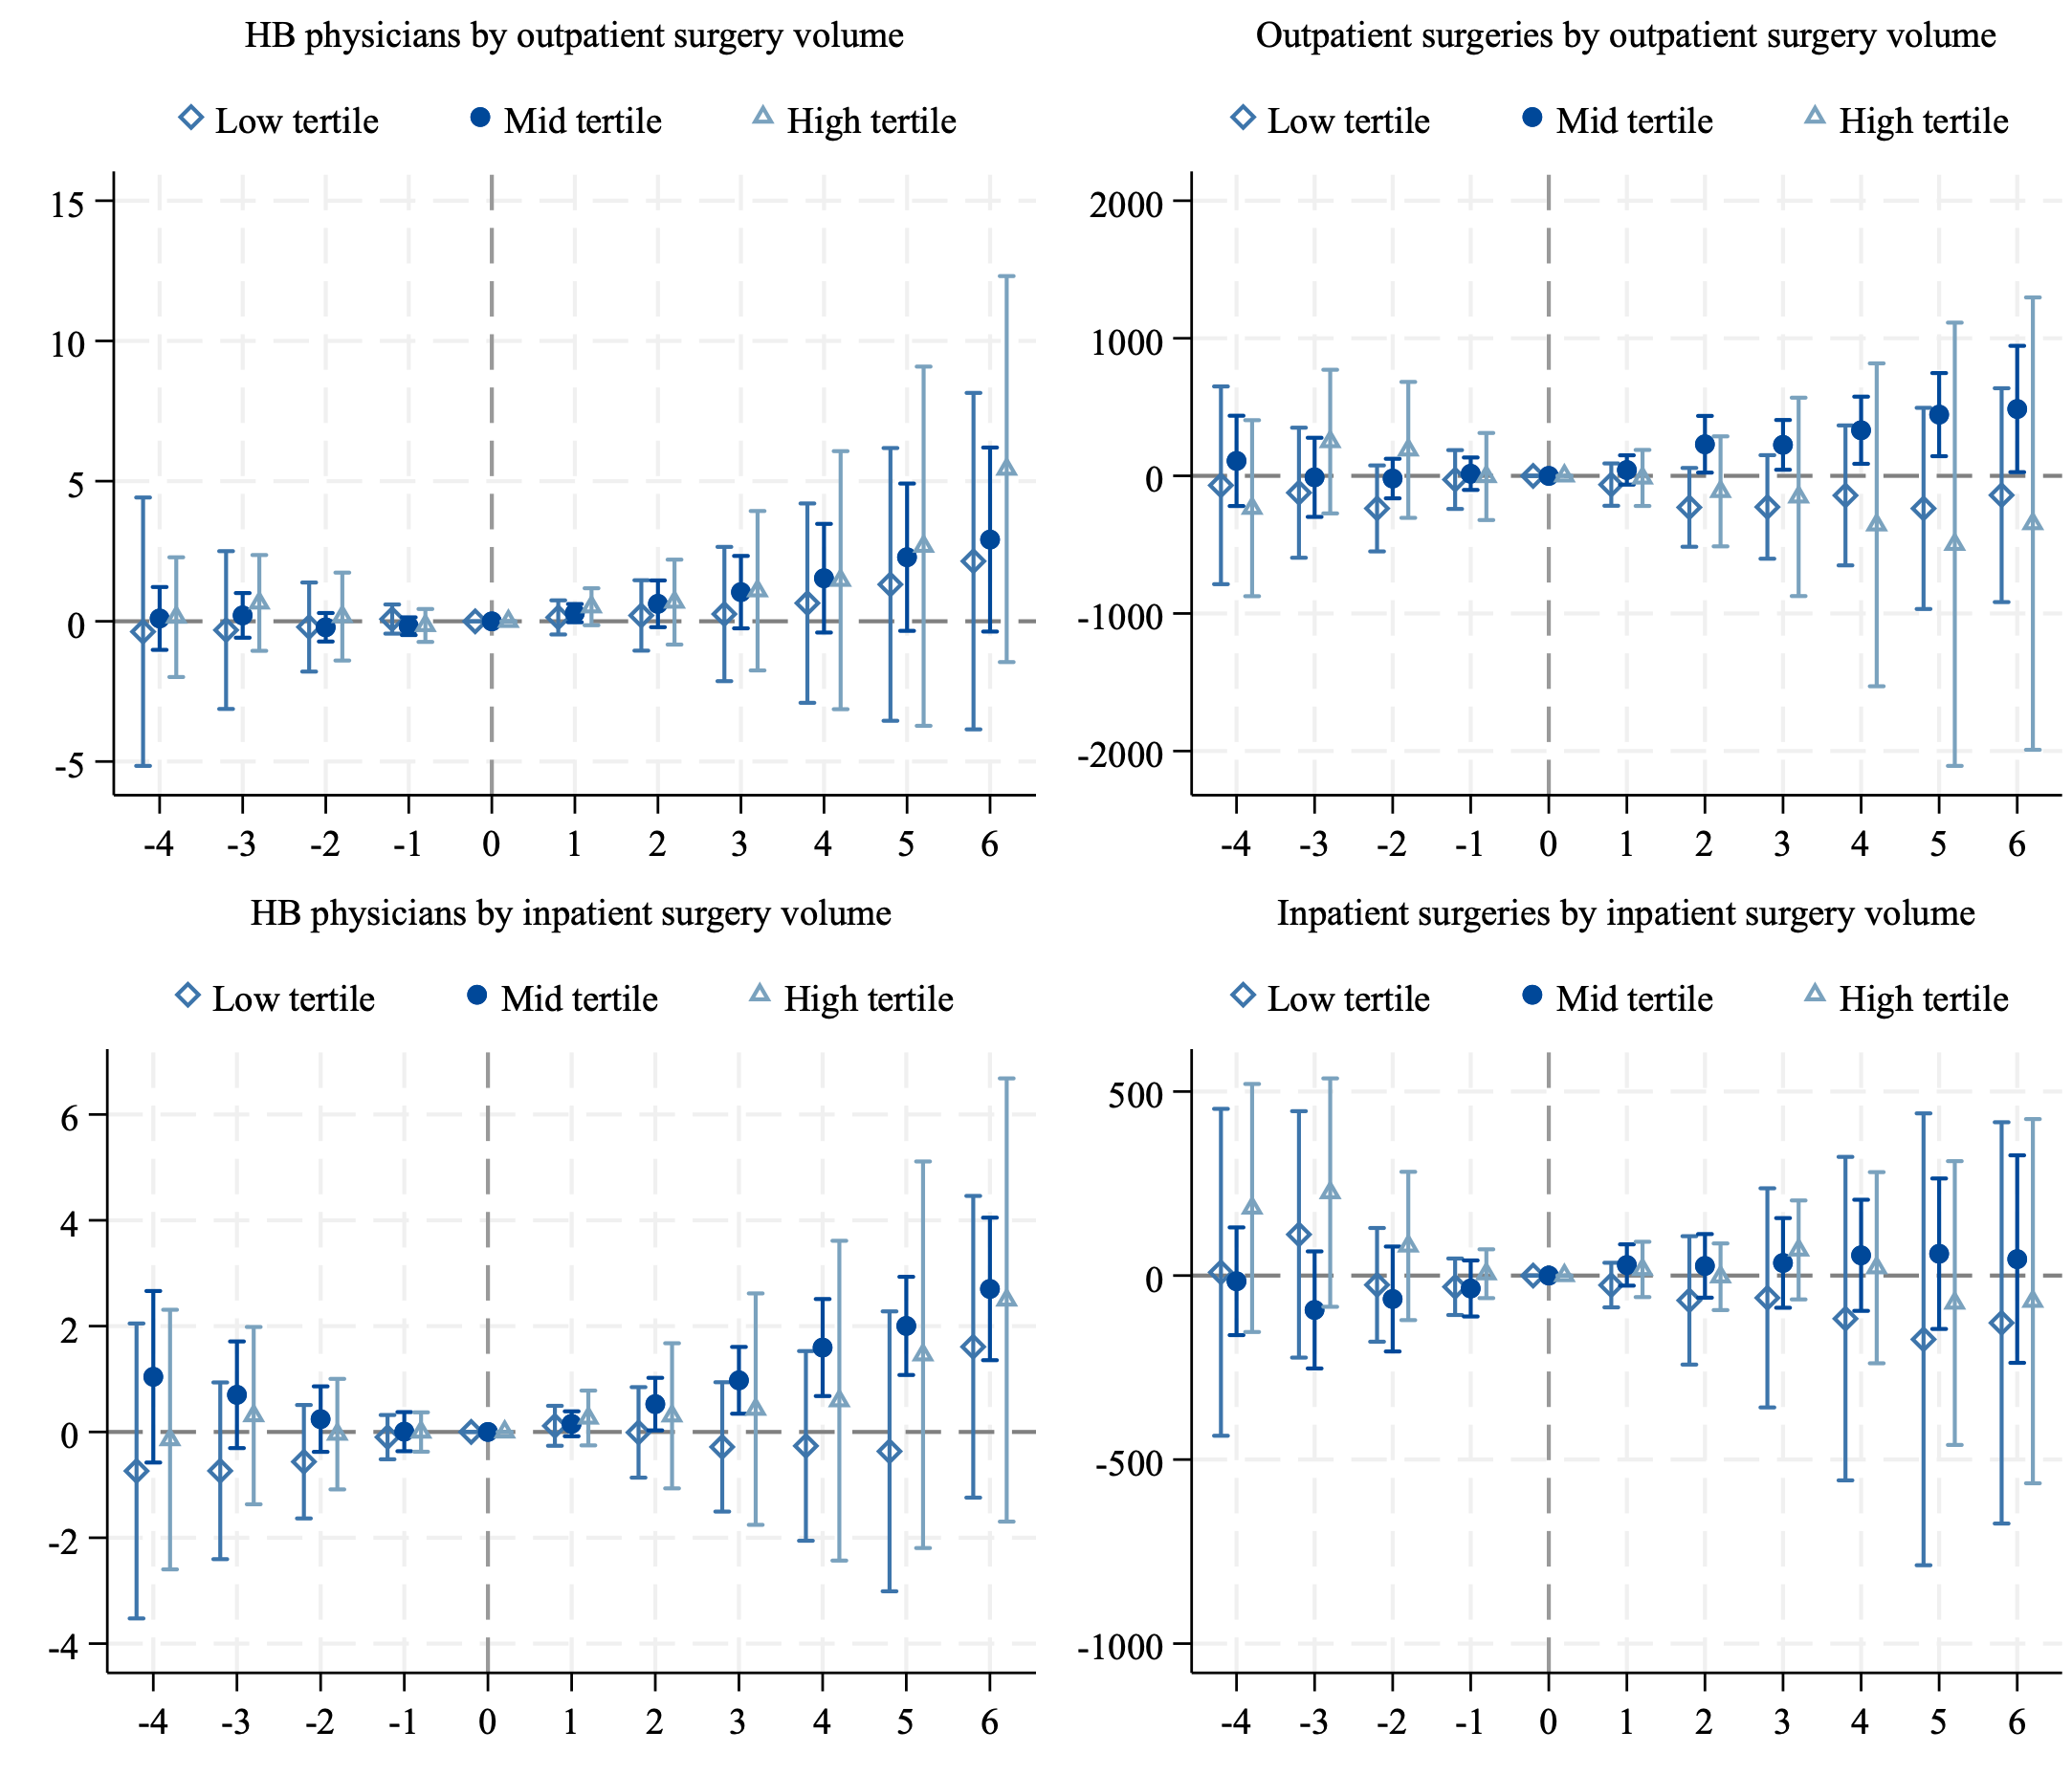 HB physicians by outpatient surgery volume
Low tertile Mid tertile High tertile
15
10
5
0
-5
-4 -3 -2 -1 0 1 2 3 4 5 6
Outpatient surgeries by outpatient surgery volume
Low tertile Mid tertile High tertile
2000
1000
0
-1000
-2000
-4 -3 -2 -1 0 1 2 3 4 5 6
HB physicians by inpatient surgery volume
Low tertile Mid tertile High tertile
6
4
2
0
-2
-4
-4 -3 -2 -1 0 1 2 3 4 5 6
Inpatient surgeries by inpatient surgery volume
Low tertile Mid tertile High tertile
500
0
-500
-1000
-4 -3 -2 -1 0 1 2 3 4 5 6